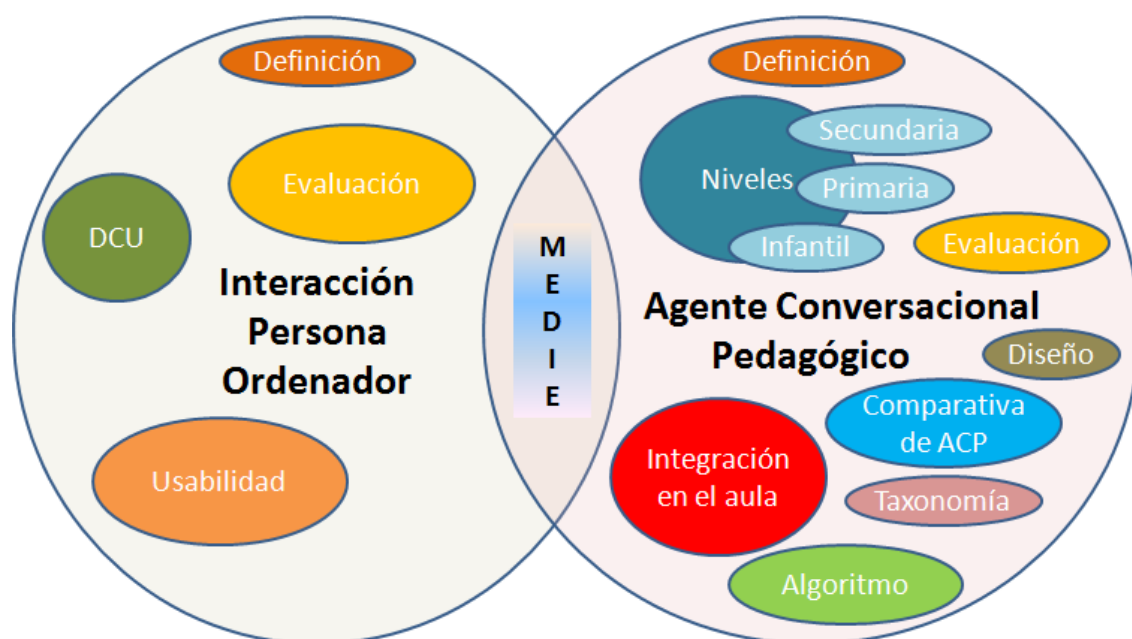 Definición
Evaluación
DCU
Interacción
Persona
Ordenador
Usabilidad
M
E
D
I
E
Definición
Secundaria
Niveles
Primaria
Infantil
Evaluación
Agente Conversacional
Pedagógico
Diseño
Comparativa
de ACP
Integración
en el aula
Taxonomía
Algoritmo